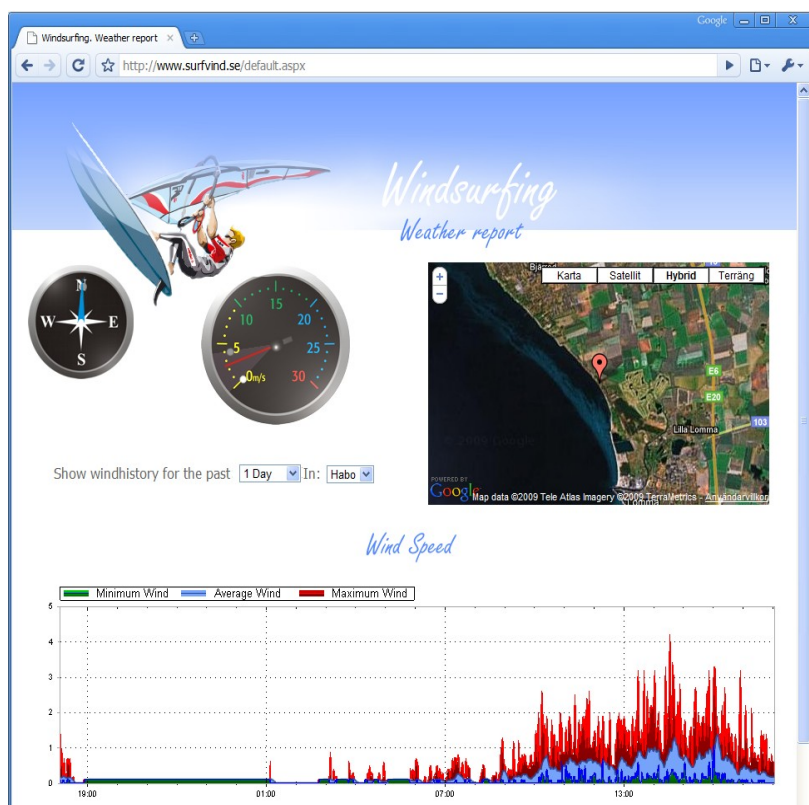 Google
Windsurfing. Weather report
http://www.surfvind.se/default.aspx
Windsurfing
Weather report
N
W E
S
0m/s 5 10 15 20 25 30
Karta Satellit Hybrid Terräng
E6
E20
103
Lilla Lomma
POWERED BY
Google
Map data ©2009 Tele Atlas Imagery ©2009 TerraMetrics - Användarvillkor
Show windhistory for the past 1 Day In: Habo
Wind Speed
Minimum Wind Average Wind Maximum Wind
5
4
3
2
1
0
19:00 01:00 07:00 13:00